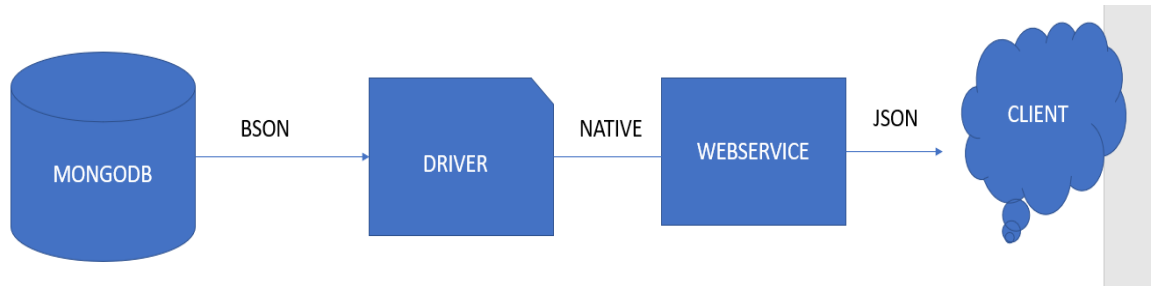 MONGODB
BSON
DRIVER
NATIVE
WEBSERVICE
JSON
CLIENT